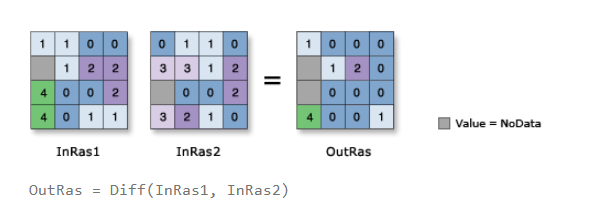 1 1 0 0 0 1 1 0 1 0 0 0
1 2 2 3 3 1 2 = 1 2 0
4 0 0 2 0 0 2 0 0 0 Value = NoData
4 0 1 1 3 2 1 0 4 0 0 1
InRas1 InRas2 OutRas
OutRas = Diff(InRas1, InRas2)